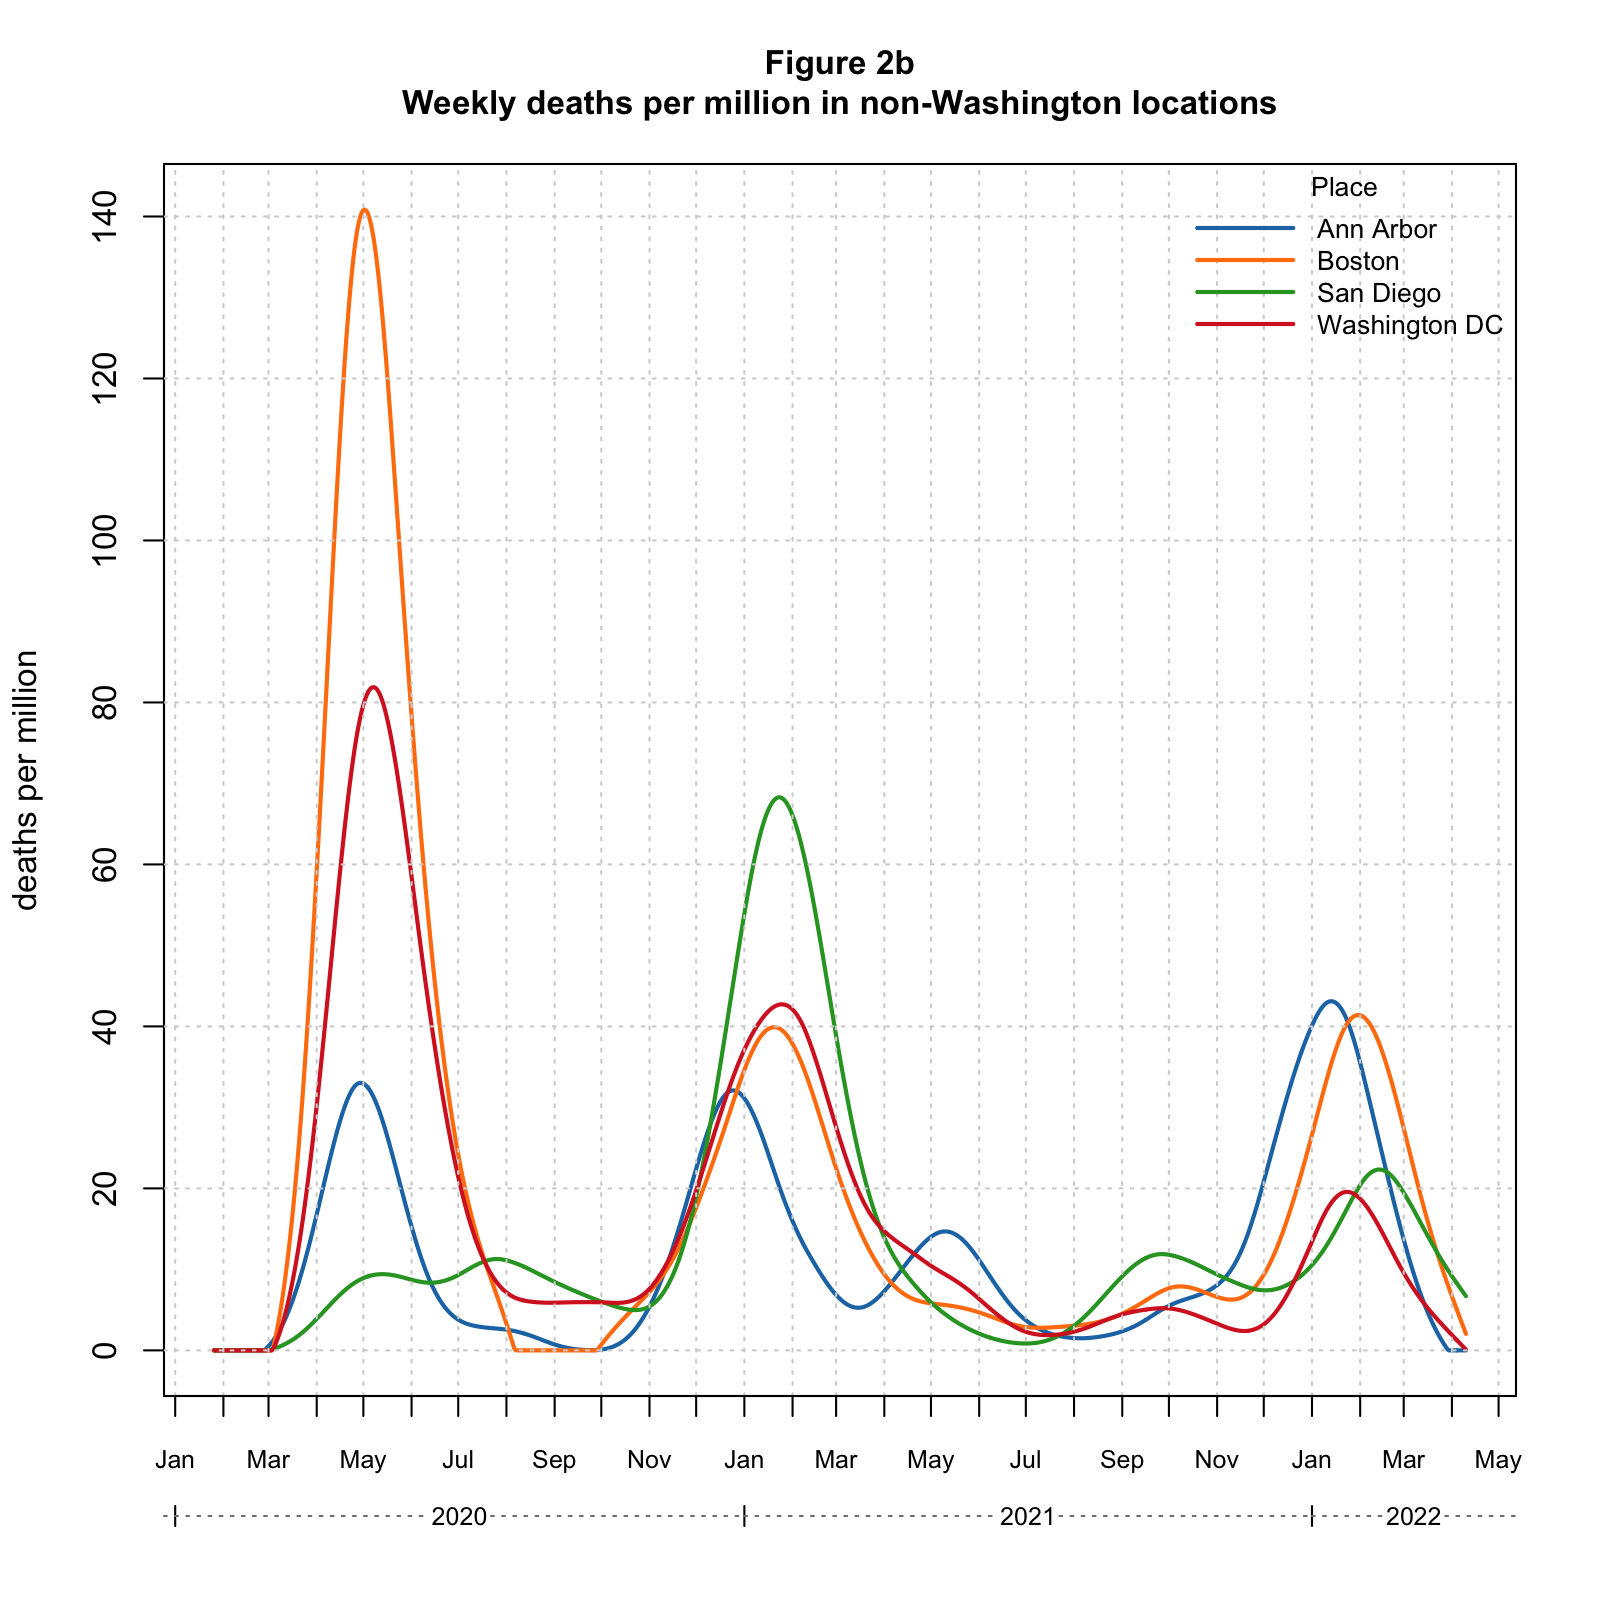 Figure 2b
Weekly deaths per million in non-Washington locations
Place
Ann Arbor
Boston
San Diego
Washington DC
deaths per million
140
120
100
80
60
40
20
0
Jan Mar May Jul Sep Nov Jan Mar May Jul Sep Nov Jan Mar May
2020 2021 2022